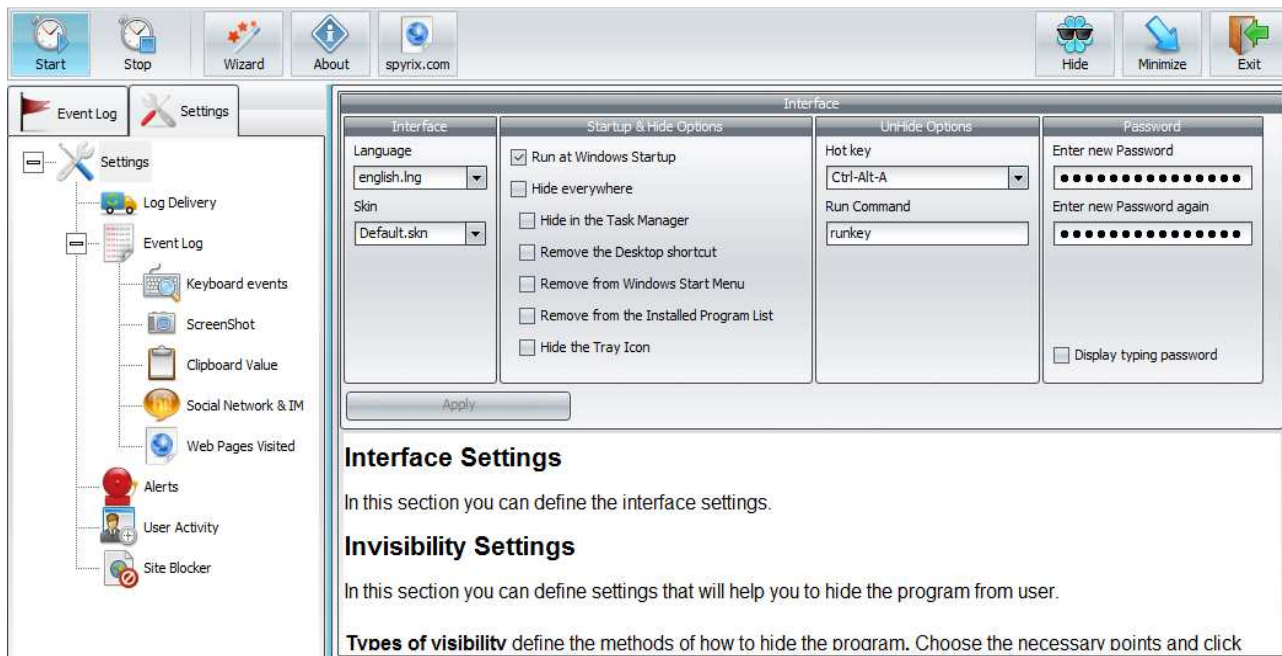 Start
Stop
Wizard
About
spyrix.com
Hide
Minimize
Exit
Event Log
Settings
Settings
Log Delivery
Event Log
Keyboard events
ScreenShot
Clipboard Value
Social Network & IM
Web Pages Visited
Alerts
User Activity
Site Blocker
Interface
Interface
Language
english.lng
Skin
Default.skn
Startup & Hide Options
Run at Windows Startup
Hide everywhere
Hide in the Task Manager
Remove the Desktop shortcut
Remove from Windows Start Menu
Remove from the Installed Program List
Hide the Tray Icon
UnHide Options
Hot key
Ctrl-Alt-A
Run Command
runkey
Password
Enter new Password
Enter new Password again
Display typing password
Apply
Interface Settings
In this section you can define the interface settings.
Invisibility Settings
In this section you can define settings that will help you to hide the program from user.
Types of visibility define the methods of how to hide the program. Choose the necessary points and click